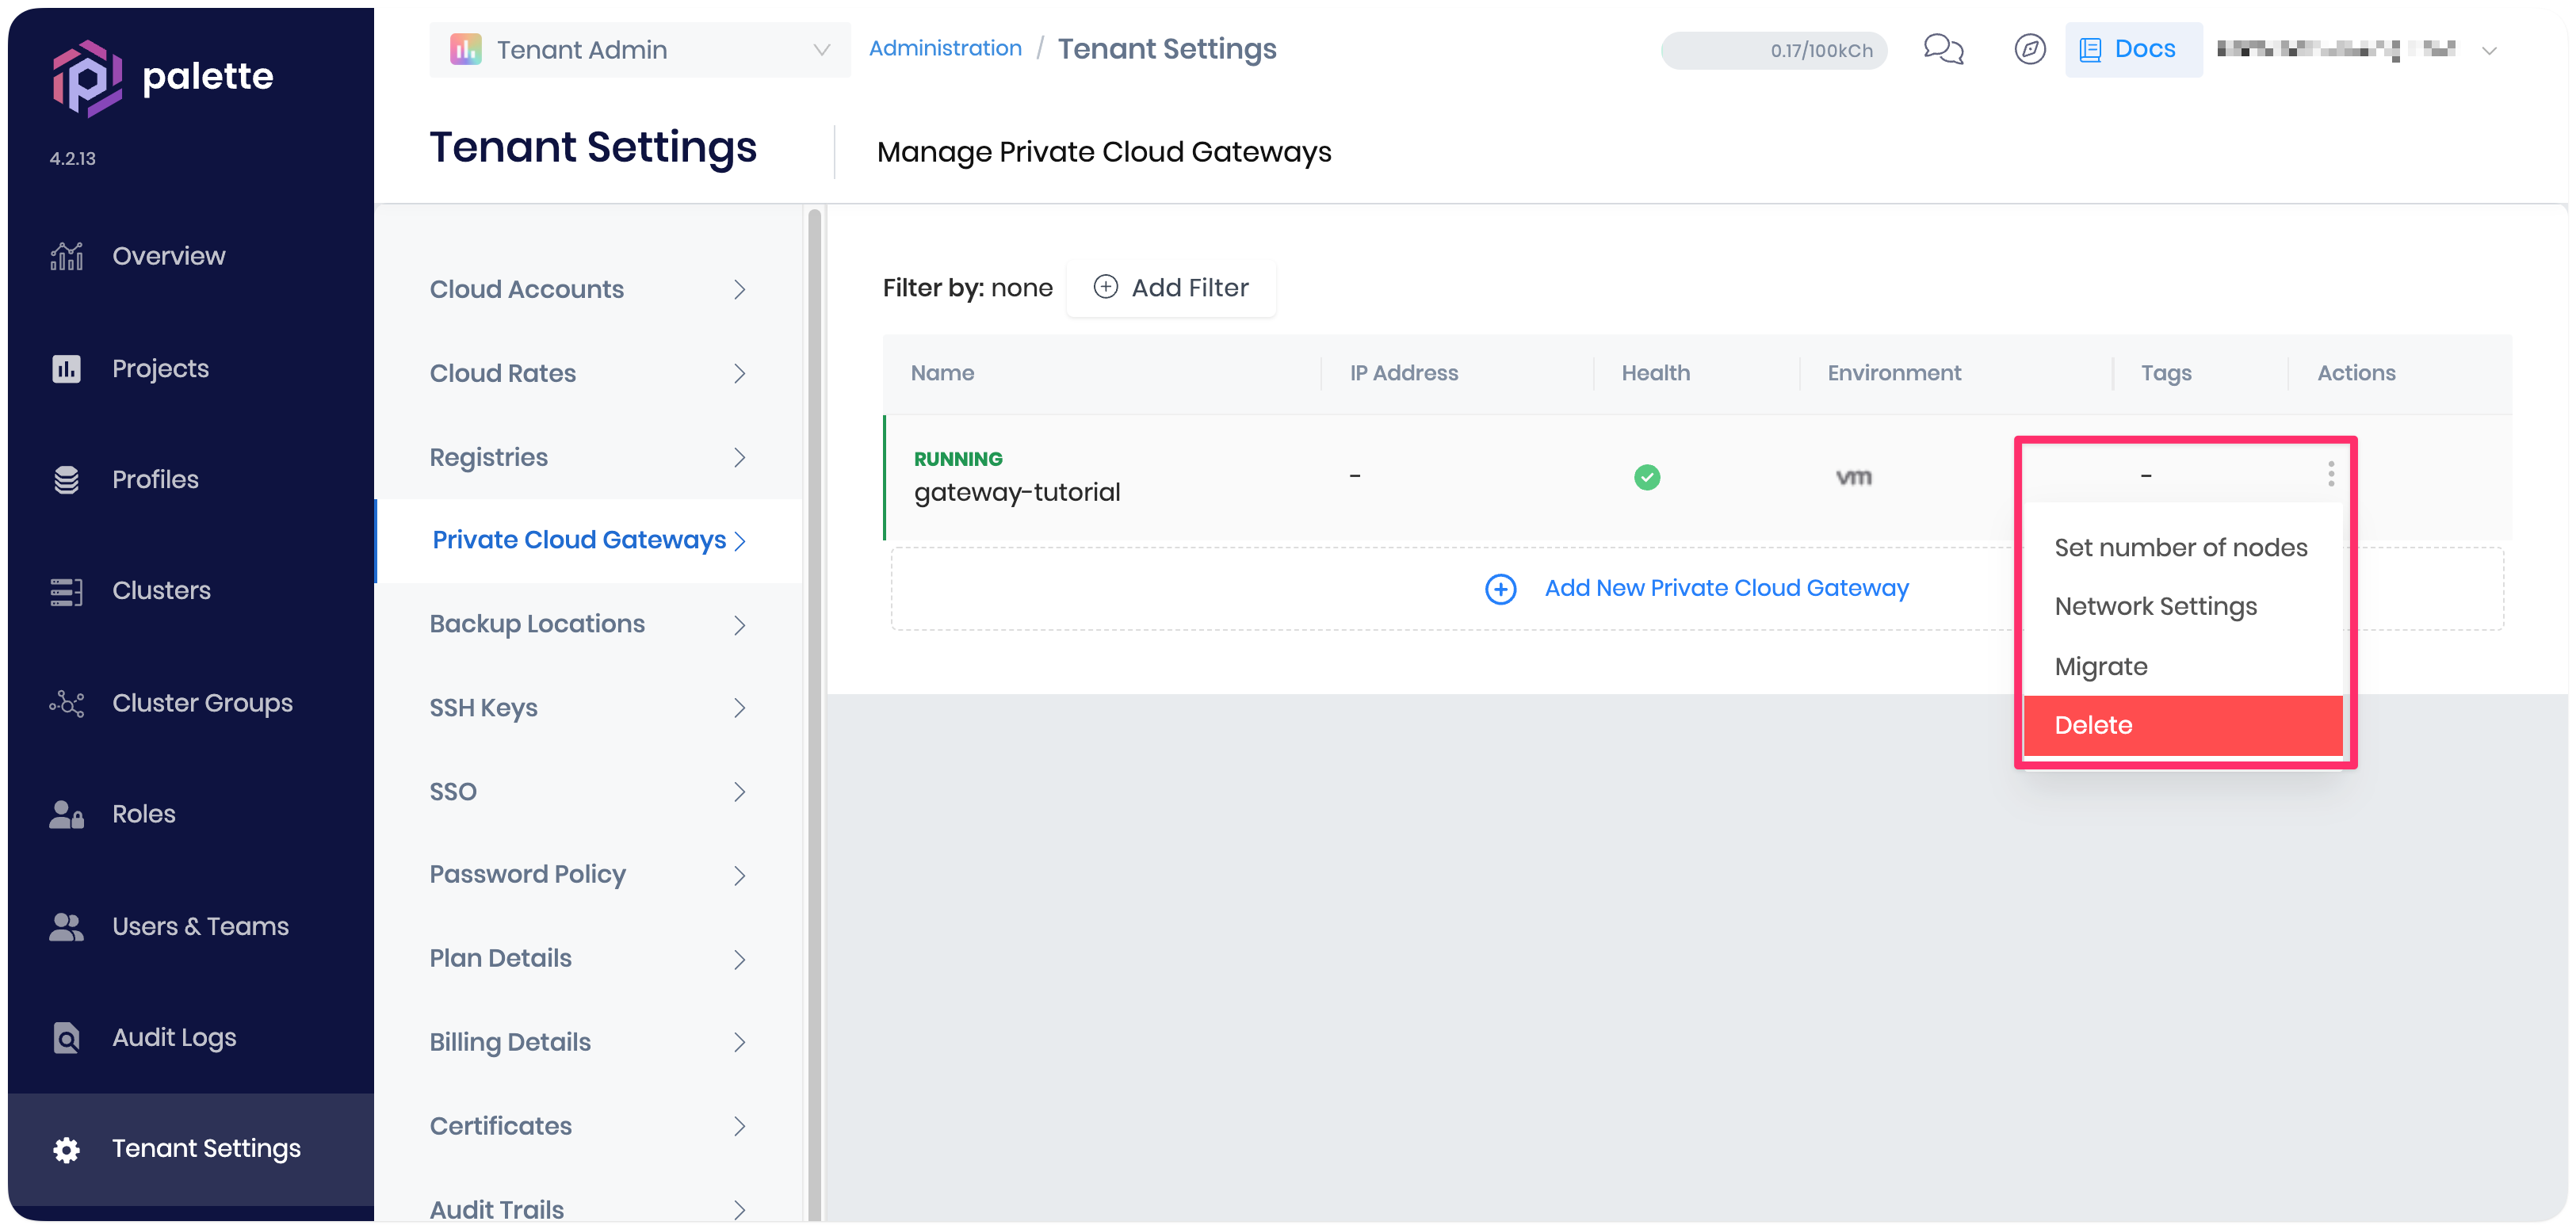 palette
4.2.13
Overview
Projects
Profiles
Clusters
Cluster Groups
Roles
Users & Teams
Audit Logs
Tenant Settings
Tenant Admin
Administration / Tenant Settings
0.17/100kCh
Docs
Tenant Settings
Manage Private Cloud Gateways
Cloud Accounts
Cloud Rates
Registries
Private Cloud Gateways
Backup Locations
SSH Keys
SSO
Password Policy
Plan Details
Billing Details
Certificates
Audit Trails
Filter by: none
Add Filter
Name IP Address Health Environment Tags Actions
RUNNING
gateway-tutorial
- vm -
Add New Private Cloud Gateway
Set number of nodes
Network Settings
Migrate
Delete